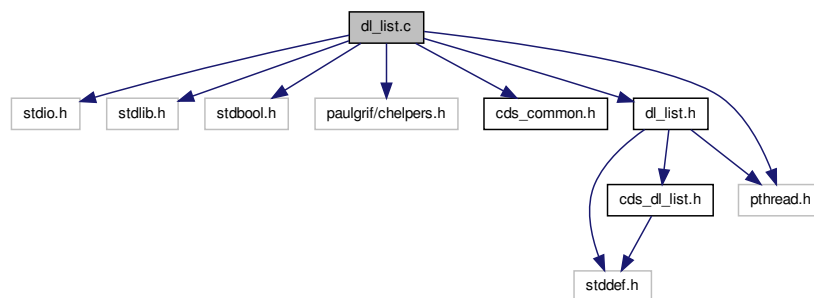 dl_list.c
stdio.h
stdlib.h
stdbool.h
paulgrif/chelpers.h
cds_common.h
dl_list.h
cds_dl_list.h
pthread.h
stddef.h